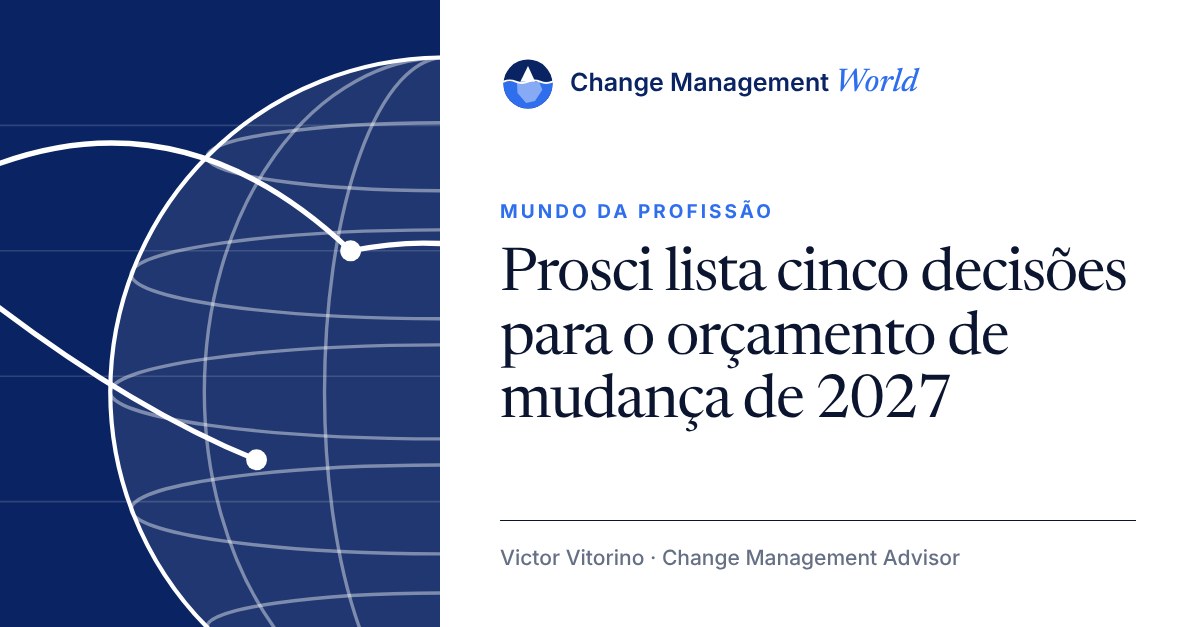 Change Management World
MUNDO DA PROFISSÃO
Prosci lista cinco decisões
para o orçamento de
mudança de 2027
Victor Vitorino · Change Management Advisor